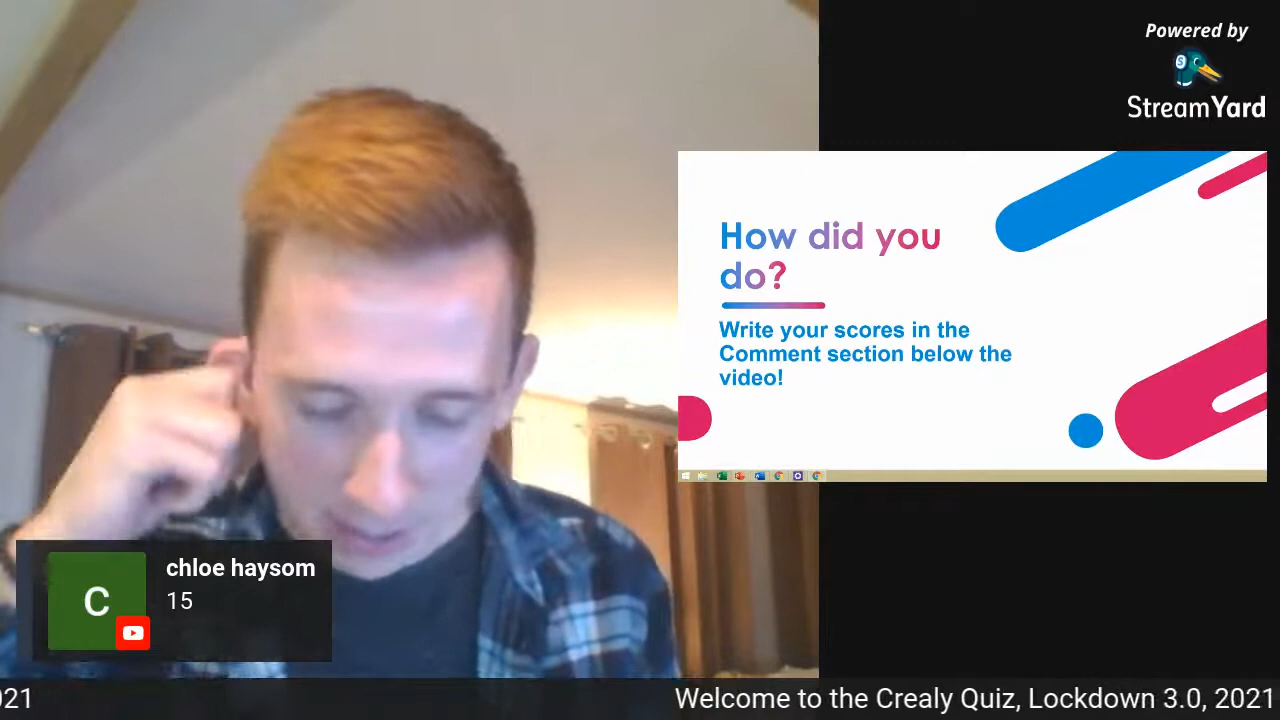 Powered by
StreamYard
How did you
do?
Write your scores in the
Comment section below the
video!
C
chloe haysom
15
021
Welcome to the Crealy Quiz, Lockdown 3.0, 2021